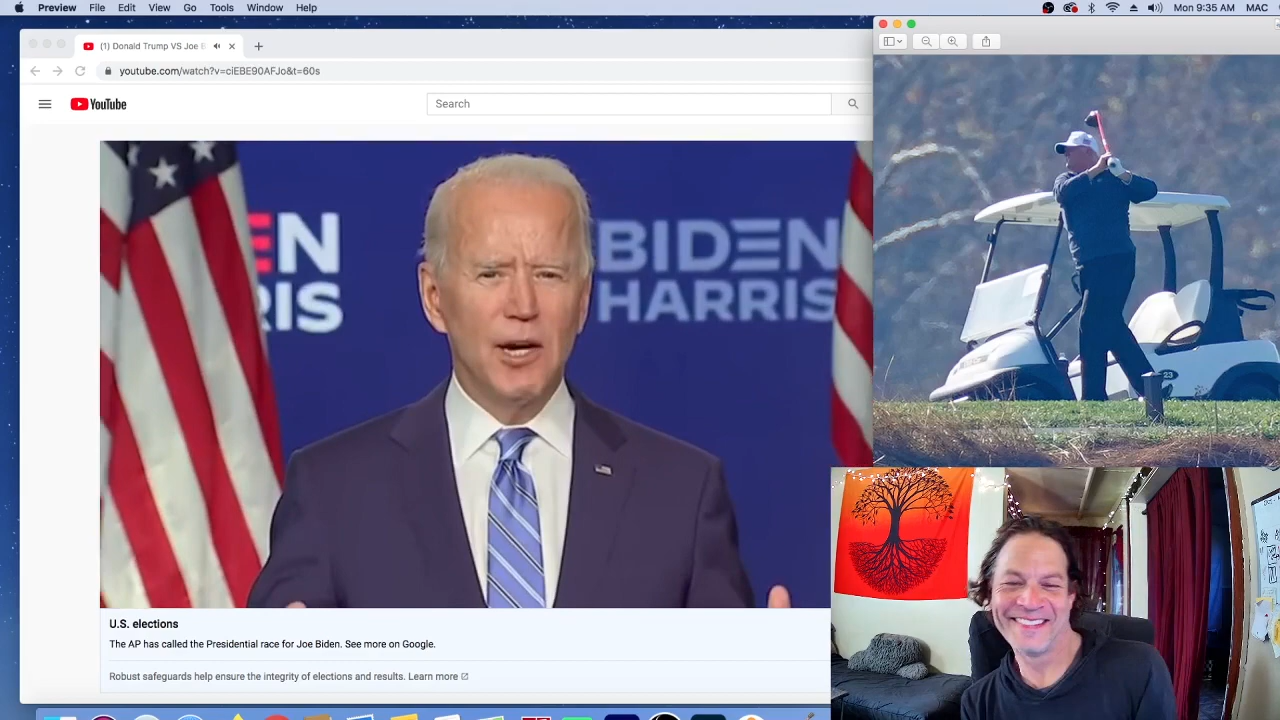 Preview File Edit View Go Tools Window Help
Mon 9:35 AM MAC
(1) Donald Trump VS Joe B
youtube.com/watch?v=ciEBE90AFJo&t=60s
YouTube
Search
EN
RIS
BIDEN
HARRIS
23
U.S. elections
The AP has called the Presidential race for Joe Biden. See more on Google.
Robust safeguards help ensure the integrity of elections and results. Learn more